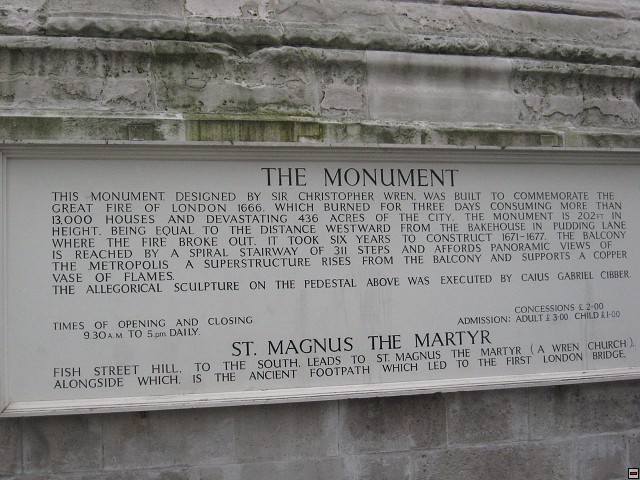 THE MONUMENT
THIS MONUMENT DESIGNED BY SIR CHRISTOPHER WREN, WAS BUILT TO COMMEMORATE THE
GREAT FIRE OF LONDON 1666, WHICH BURNED FOR THREE DAYS CONSUMING MORE THAN
13,000 HOUSES AND DEVASTATING 436 ACRES OF THE CITY. THE MONUMENT IS 202FT IN
HEIGHT, BEING EQUAL TO THE DISTANCE WESTWARD FROM THE BAKEHOUSE IN PUDDING LANE
WHERE THE FIRE BROKE OUT. IT TOOK SIX YEARS TO CONSTRUCT 1671-1677. THE BALCONY
IS REACHED BY A SPIRAL STAIRWAY OF 311 STEPS AND AFFORDS PANORAMIC VIEWS OF
THE METROPOLIS. A SUPERSTRUCTURE RISES FROM THE BALCONY AND SUPPORTS A COPPER
VASE OF FLAMES.
THE ALLEGORICAL SCULPTURE ON THE PEDESTAL ABOVE WAS EXECUTED BY CAIUS GABRIEL CIBBER.
TIMES OF OPENING AND CLOSING
9.30 A.M TO 5.pm DAILY.
CONCESSIONS £2-00
ADMISSION: ADULT £3-00 CHILD £1-00
ST. MAGNUS THE MARTYR
FISH STREET HILL, TO THE SOUTH, LEADS TO ST. MAGNUS THE MARTYR (A WREN CHURCH),
ALONGSIDE WHICH, IS THE ANCIENT FOOTPATH WHICH LED TO THE FIRST LONDON BRIDGE.